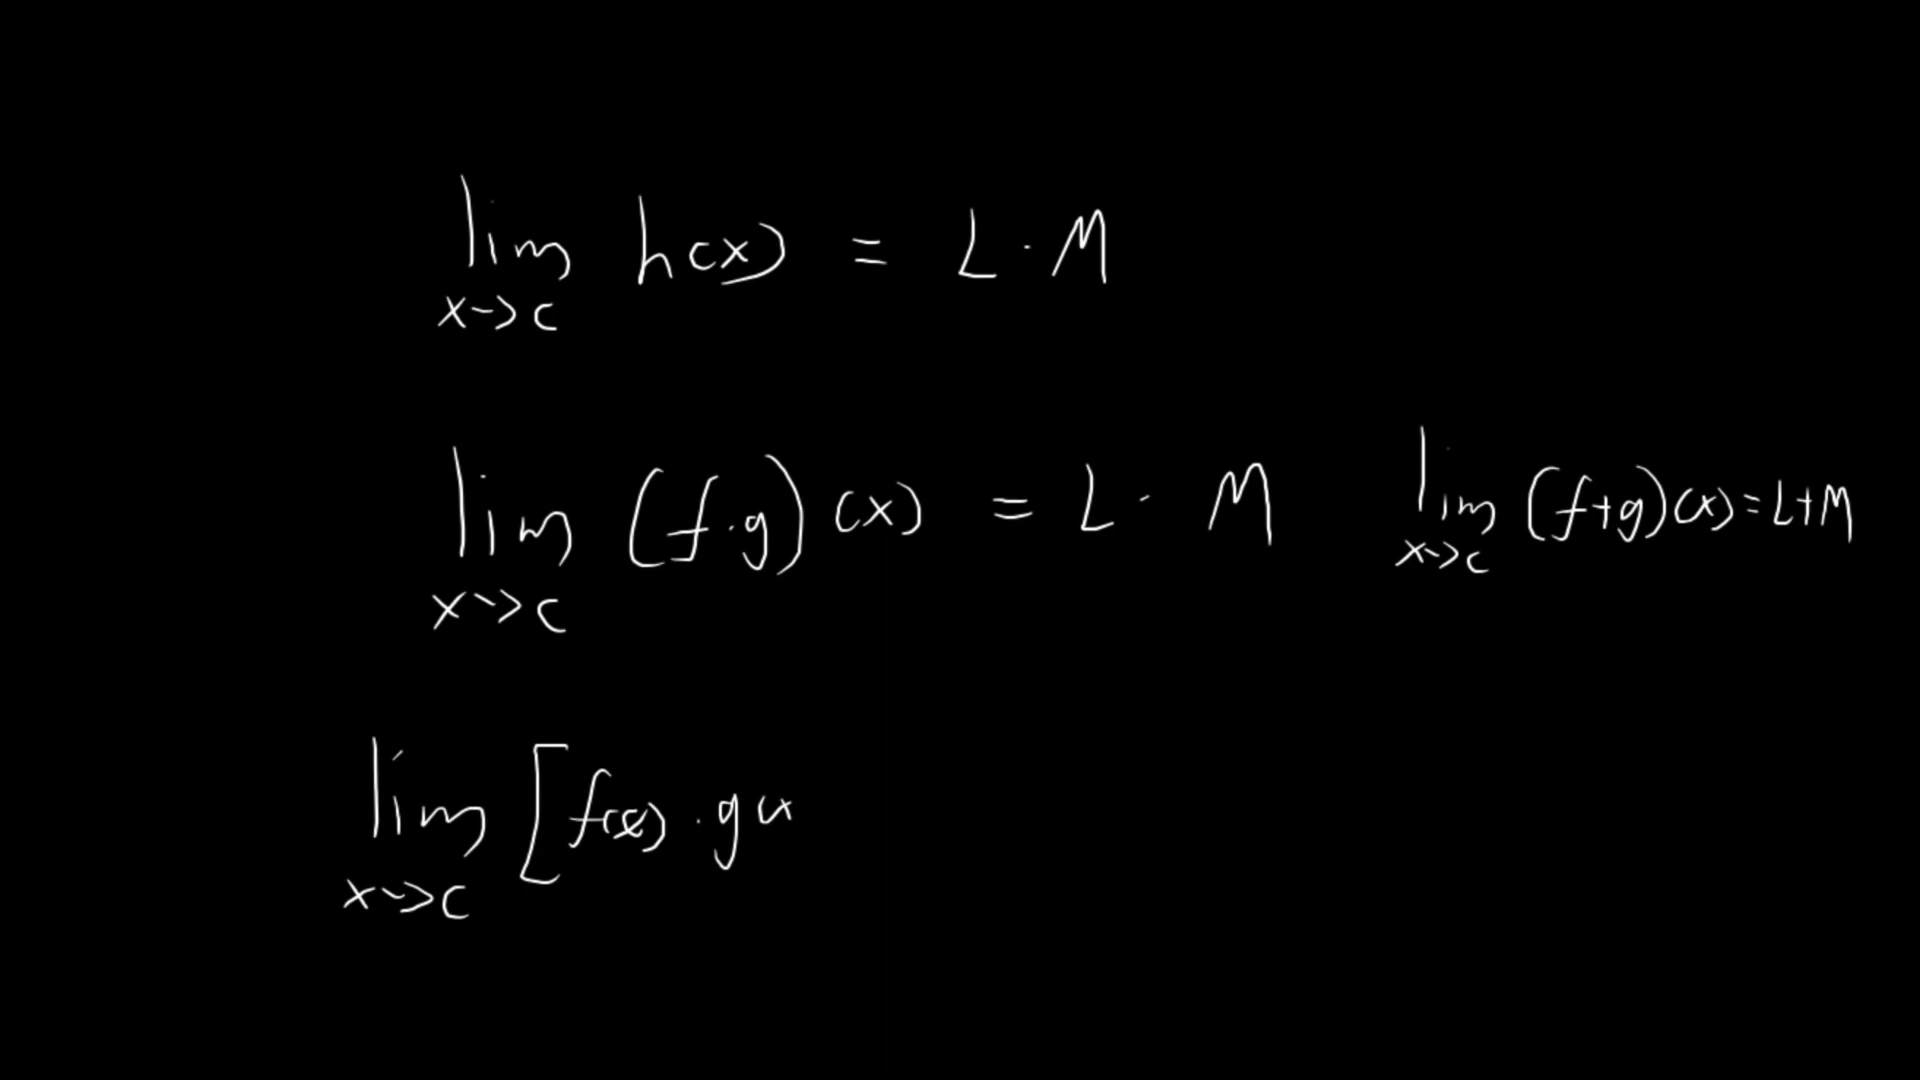 lim h(x) = L · M
x->c
lim (f·g)(x) = L · M
x->c
lim (f+g)(x) = L+M
x->c
lim [f(x) · g(x
x->c